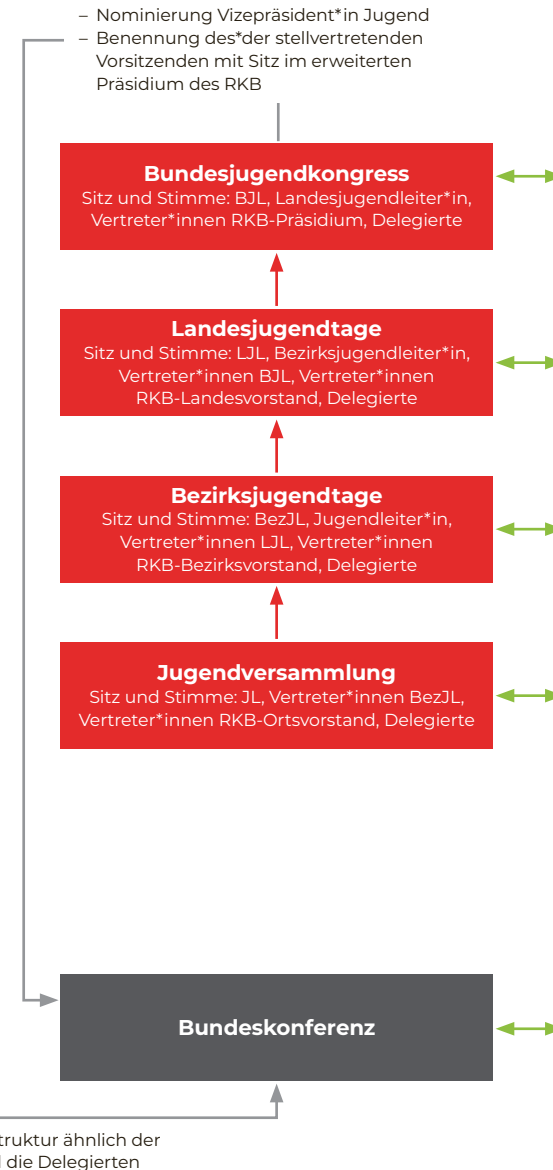 – Nominierung Vizepräsident*in Jugend
– Benennung des*der stellvertretenden
Vorsitzenden mit Sitz im erweiterten
Präsidium des RKB
Bundesjugendkongress
Sitz und Stimme: BJL, Landesjugendleiter*in,
Vertreter*innen RKB-Präsidium, Delegierte
Landesjugendtage
Sitz und Stimme: LJL, Bezirksjugendleiter*in,
Vertreter*innen BJL, Vertreter*innen
RKB-Landesvorstand, Delegierte
Bezirksjugendtage
Sitz und Stimme: BezJL, Jugendleiter*in,
Vertreter*innen LJL, Vertreter*innen
RKB-Bezirksvorstand, Delegierte
Jugendversammlung
Sitz und Stimme: JL, Vertreter*innen BezJL,
Vertreter*innen RKB-Ortsvorstand, Delegierte
Bundeskonferenz
truktur ähnlich der
die Delegierten